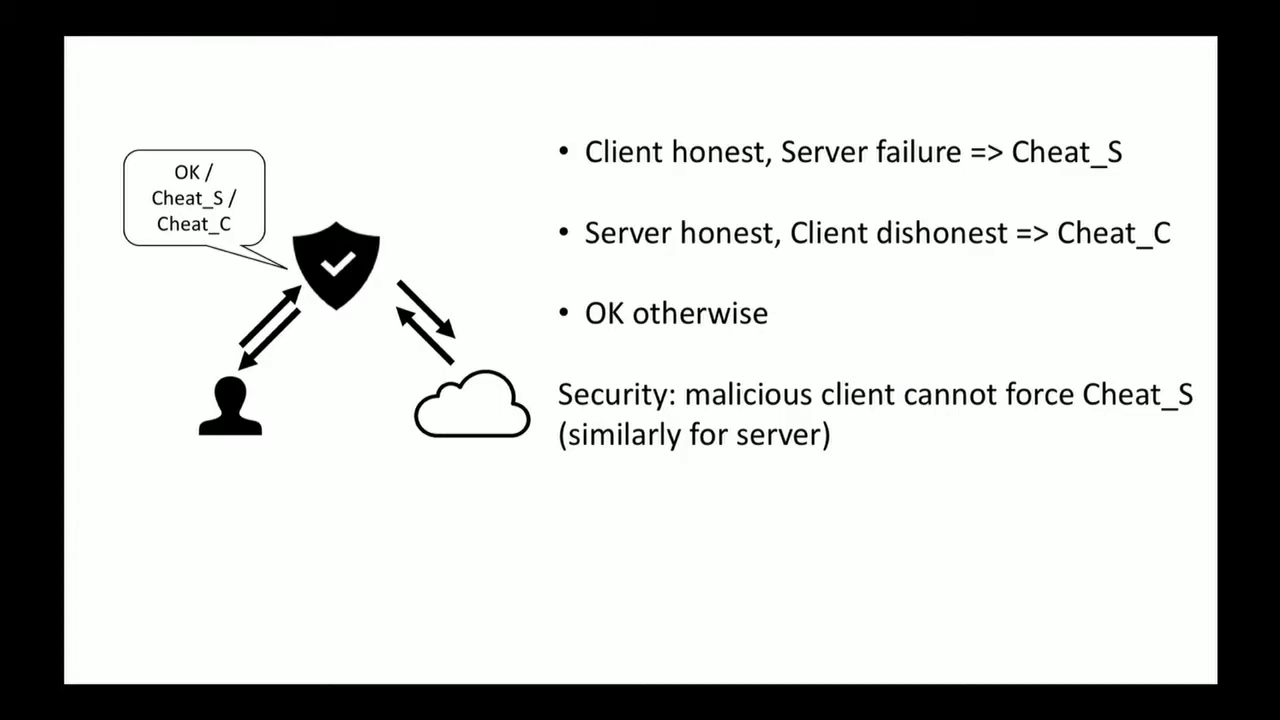 OK /
Cheat_S /
Cheat_C
• Client honest, Server failure => Cheat_S
• Server honest, Client dishonest => Cheat_C
• OK otherwise
Security: malicious client cannot force Cheat_S
(similarly for server)